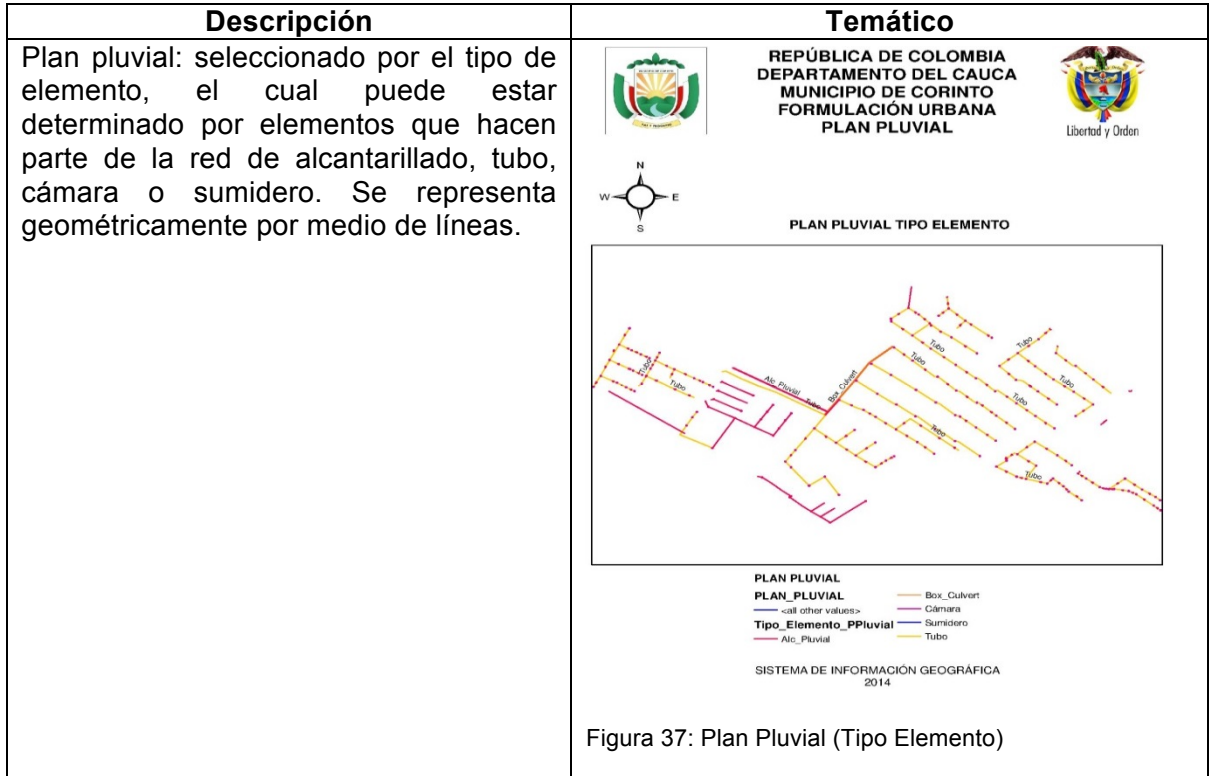 Descripción
Temático
Plan pluvial: seleccionado por el tipo de
elemento, el cual puede estar
determinado por elementos que hacen
parte de la red de alcantarillado, tubo,
cámara o sumidero. Se representa
geométricamente por medio de líneas.
REPÚBLICA DE COLOMBIA
DEPARTAMENTO DEL CAUCA
MUNICIPIO DE CORINTO
FORMULACIÓN URBANA
PLAN PLUVIAL
Libertad y Orden
N
W
E
S
PLAN PLUVIAL TIPO ELEMENTO
Tubo
Tubo
Alc_Pluvial
Tubo
Box_Culvert
Tubo
Tubo
Tubo
Tubo
Tubo
Tubo
Tubo
Tubo
PLAN PLUVIAL
PLAN_PLUVIAL
<all other values>
Tipo_Elemento_PPluvial
Alc_Pluvial
Box_Culvert
Cámara
Sumidero
Tubo
SISTEMA DE INFORMACIÓN GEOGRÁFICA
2014
Figura 37: Plan Pluvial (Tipo Elemento)